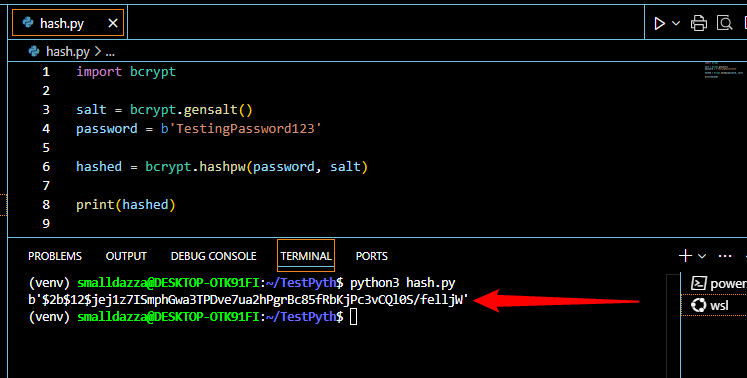 hash.py
hash.py > ...
1 import bcrypt
2
3 salt = bcrypt.gensalt()
4 password = b'TestingPassword123'
5
6 hashed = bcrypt.hashpw(password, salt)
7
8 print(hashed)
9
PROBLEMS OUTPUT DEBUG CONSOLE TERMINAL PORTS
(venv) smalldazza@DESKTOP-OTK91FI:~/TestPyth$ python3 hash.py
b'$2b$12$jej1z7ISmphGwa3TPDve7ua2hPgrBc85fRbKjPc3vCQl0S/felljW'
(venv) smalldazza@DESKTOP-OTK91FI:~/TestPyth$
power
wsl